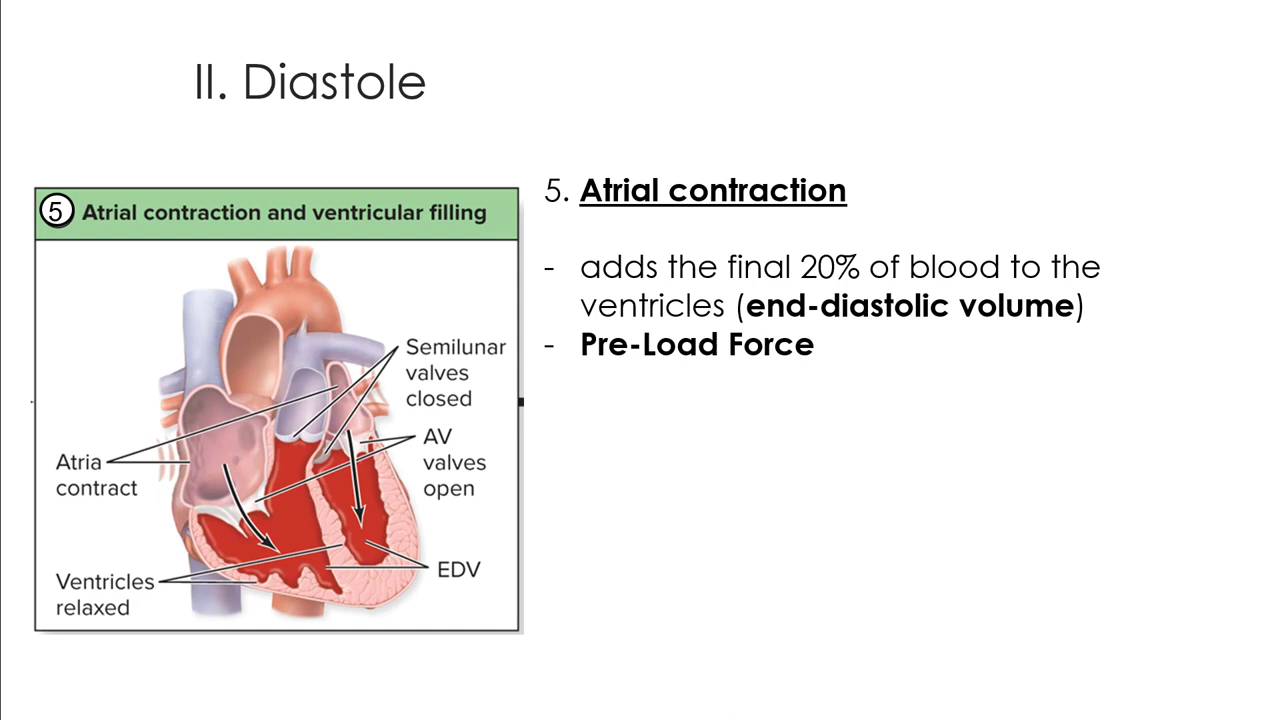 II. Diastole
5 Atrial contraction and ventricular filling
Semilunar
valves
closed
AV
valves
open
Atria
contract
EDV
Ventricles
relaxed
5. Atrial contraction
- adds the final 20% of blood to the
ventricles (end-diastolic volume)
- Pre-Load Force